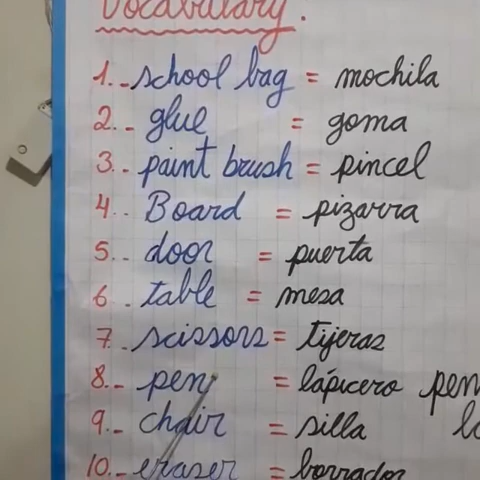 Vocabulary.
1.- school bag = mochila
2.- glue = goma
3.- paint brush = pincel
4.. Board = pizarra
5.. door = puerta
6.. table = mesa
7.. scissors = tijeras
8.- pen = lápicero pen
9.- chair = silla
10.- eraser = borrador